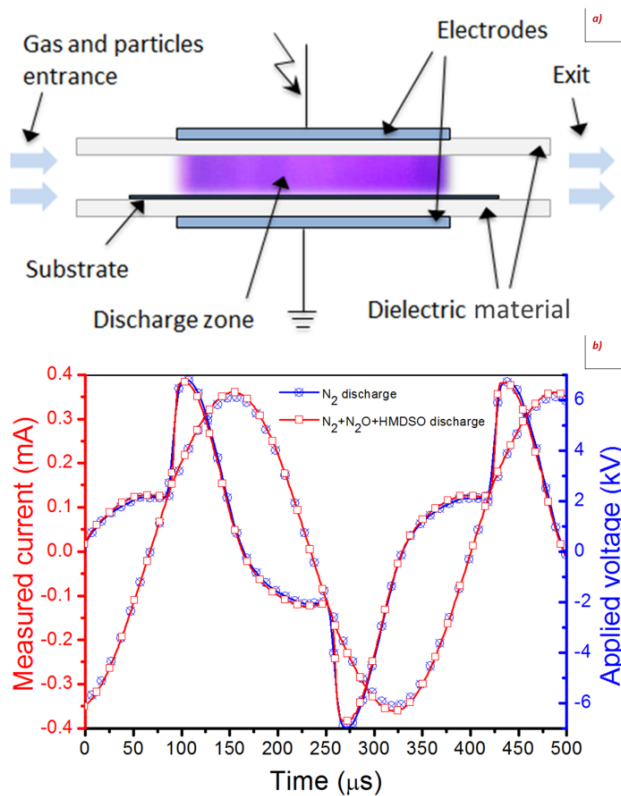 a)
Gas and particles
entrance
Electrodes
Exit
Substrate
Discharge zone
Dielectric material
b)
N2 discharge
N2+N2O+HMDSO discharge
Measured current (mA)
0.4
0.3
0.2
0.1
0.0
-0.1
-0.2
-0.3
-0.4
Applied voltage (kV)
6
4
2
0
-2
-4
-6
0
50
100
150
200
250
300
350
400
450
500
Time (μs)